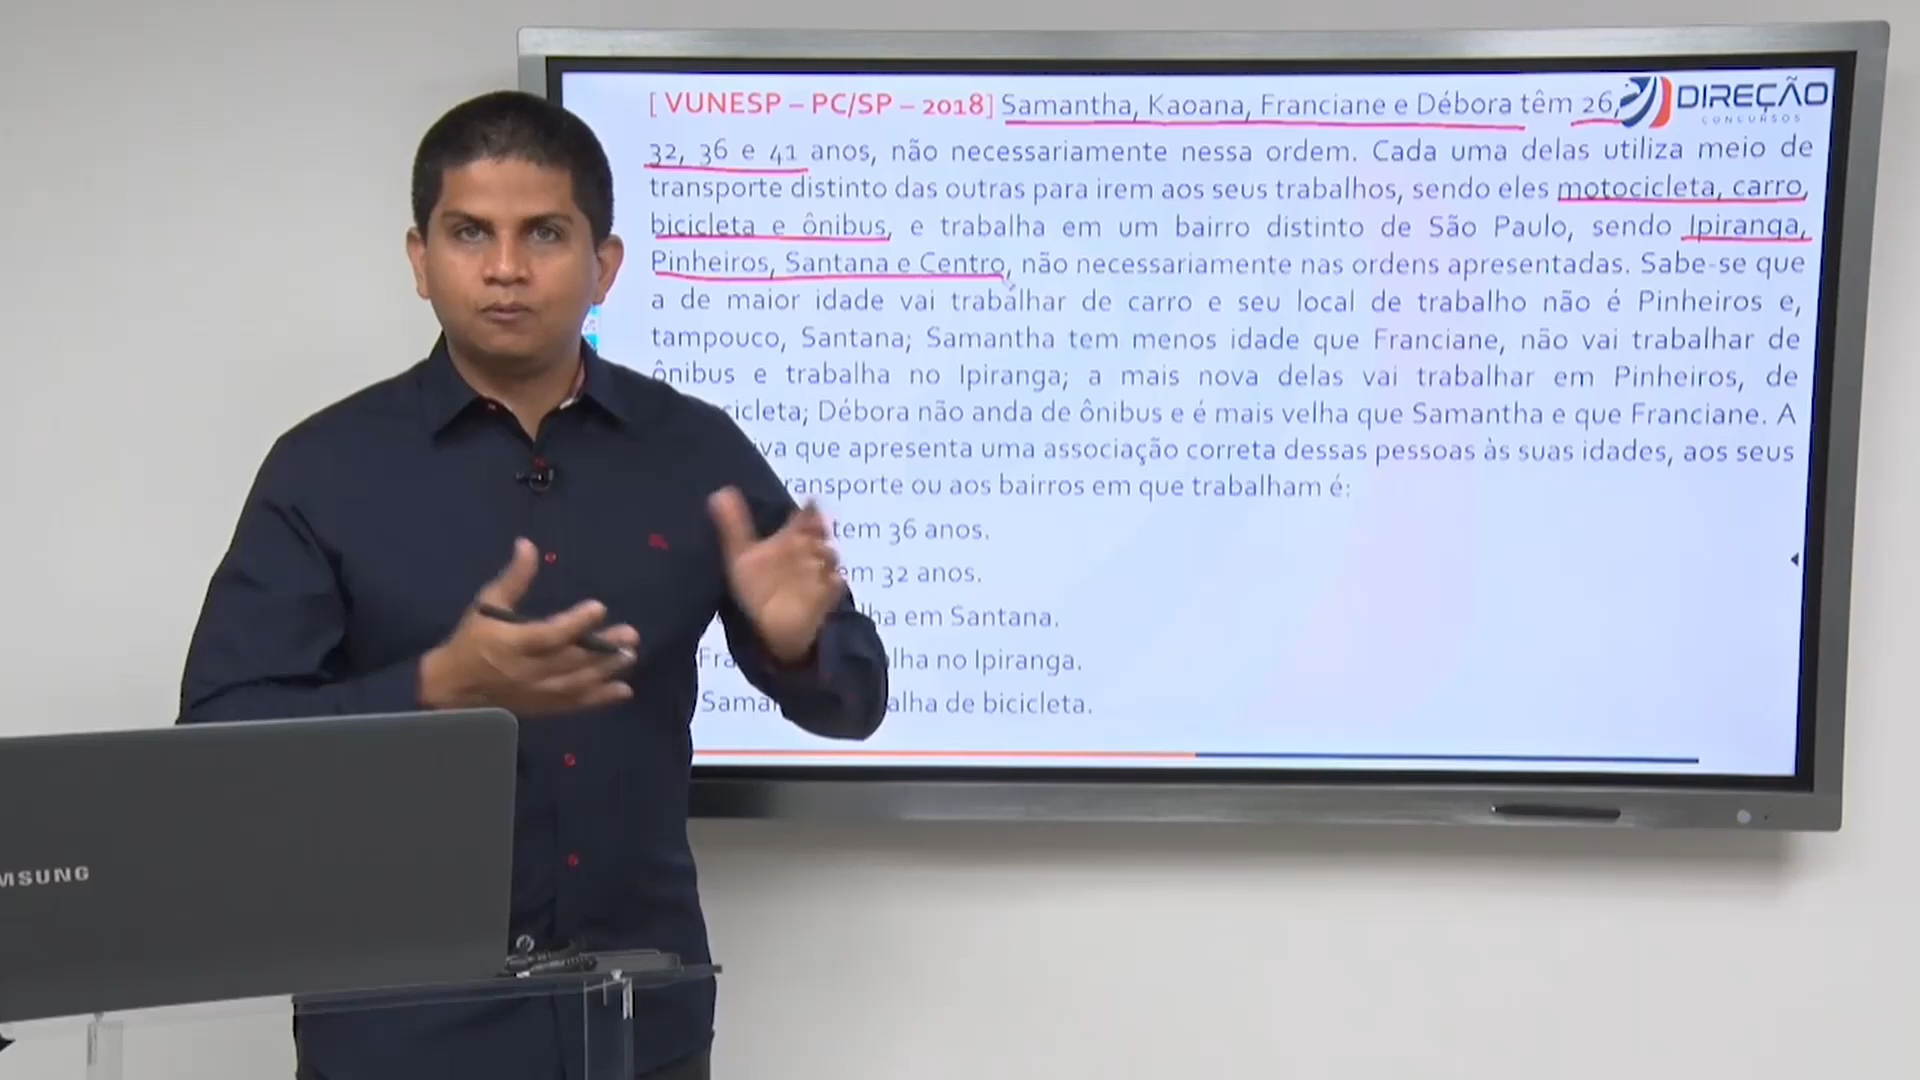 [ VUNESP – PC/SP – 2018] Samantha, Kaoana, Franciane e Débora têm 26,
DIREÇÃO
CONCURSOS
32, 36 e 41 anos, não necessariamente nessa ordem. Cada uma delas utiliza meio de
transporte distinto das outras para irem aos seus trabalhos, sendo eles motocicleta, carro,
bicicleta e ônibus, e trabalha em um bairro distinto de São Paulo, sendo Ipiranga,
Pinheiros, Santana e Centro, não necessariamente nas ordens apresentadas. Sabe-se que
a de maior idade vai trabalhar de carro e seu local de trabalho não é Pinheiros e,
tampouco, Santana; Samantha tem menos idade que Franciane, não vai trabalhar de
ônibus e trabalha no Ipiranga; a mais nova delas vai trabalhar em Pinheiros, de
cicleta; Débora não anda de ônibus e é mais velha que Samantha e que Franciane. A
va que apresenta uma associação correta dessas pessoas às suas idades, aos seus
ransporte ou aos bairros em que trabalham é:
tem 36 anos.
em 32 anos.
lha em Santana.
Fra lha no Ipiranga.
Sama alha de bicicleta.
MSUNG